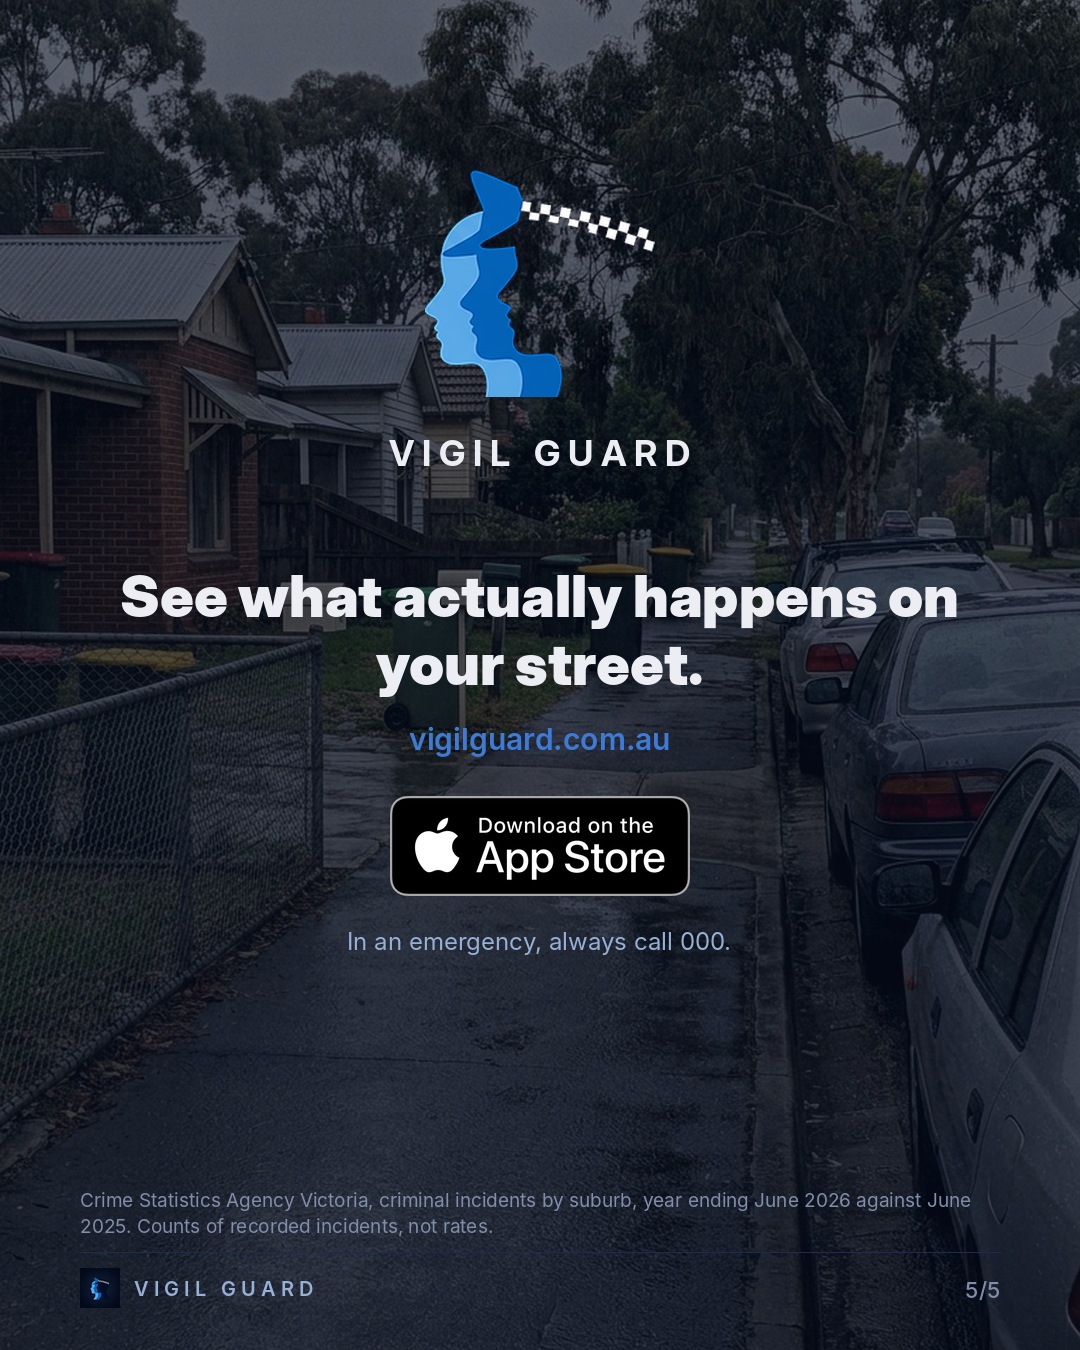 VIGIL GUARD
See what actually happens on
your street.
vigilguard.com.au
Download on the
App Store
In an emergency, always call 000.
Crime Statistics Agency Victoria, criminal incidents by suburb, year ending June 2026 against June
2025. Counts of recorded incidents, not rates.
VIGIL GUARD
5/5